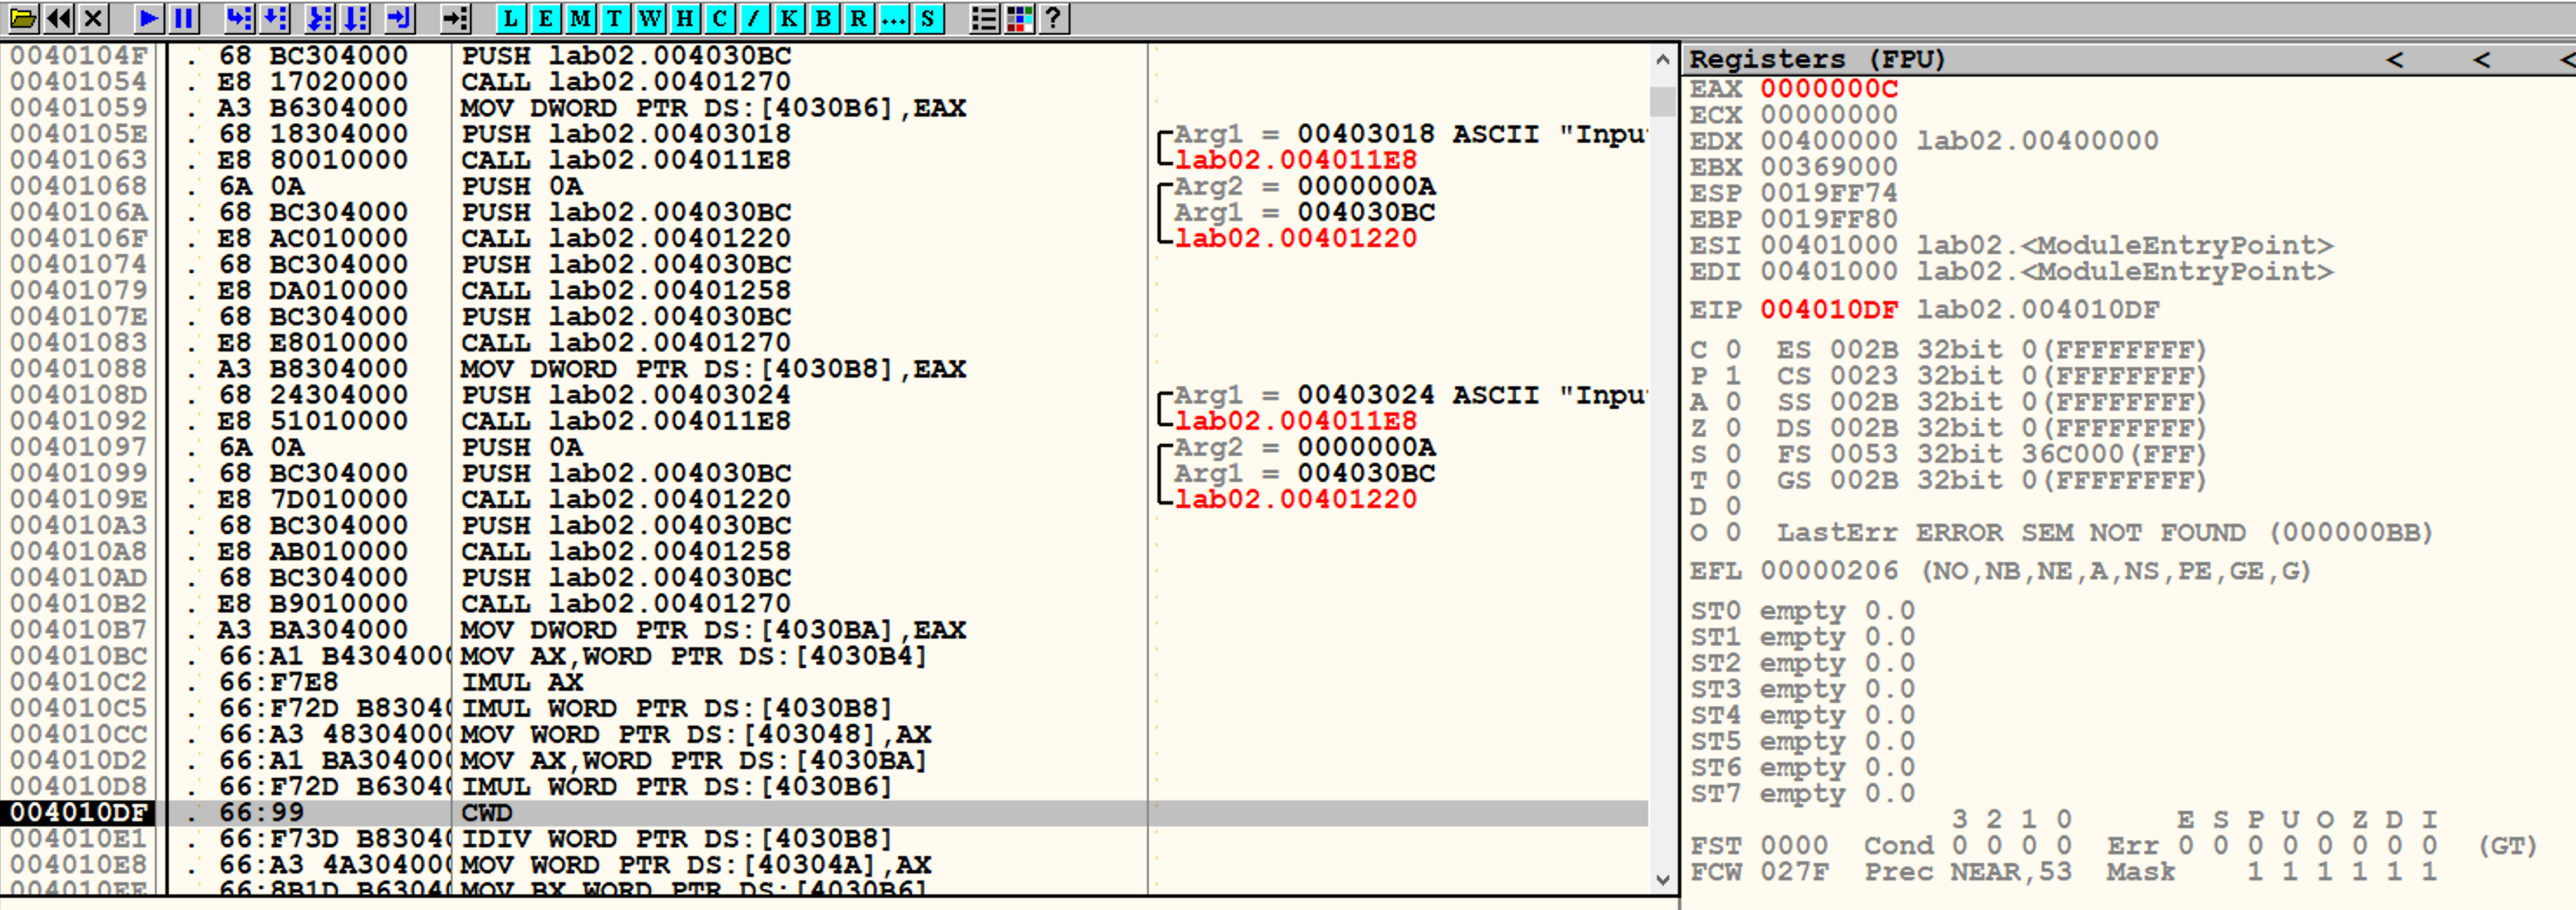 L E M T W H C / K B R ... S ?
0040104F . 68 BC304000 PUSH lab02.004030BC
00401054 . E8 17020000 CALL lab02.00401270
00401059 . A3 B6304000 MOV DWORD PTR DS:[4030B6],EAX
0040105E . 68 18304000 PUSH lab02.00403018 Arg1 = 00403018 ASCII "Inpu
00401063 . E8 80010000 CALL lab02.004011E8 lab02.004011E8
00401068 . 6A 0A PUSH 0A Arg2 = 0000000A
0040106A . 68 BC304000 PUSH lab02.004030BC Arg1 = 004030BC
0040106F . E8 AC010000 CALL lab02.00401220 lab02.00401220
00401074 . 68 BC304000 PUSH lab02.004030BC
00401079 . E8 DA010000 CALL lab02.00401258
0040107E . 68 BC304000 PUSH lab02.004030BC
00401083 . E8 E8010000 CALL lab02.00401270
00401088 . A3 B8304000 MOV DWORD PTR DS:[4030B8],EAX
0040108D . 68 24304000 PUSH lab02.00403024 Arg1 = 00403024 ASCII "Inpu
00401092 . E8 51010000 CALL lab02.004011E8 lab02.004011E8
00401097 . 6A 0A PUSH 0A Arg2 = 0000000A
00401099 . 68 BC304000 PUSH lab02.004030BC Arg1 = 004030BC
0040109E . E8 7D010000 CALL lab02.00401220 lab02.00401220
004010A3 . 68 BC304000 PUSH lab02.004030BC
004010A8 . E8 AB010000 CALL lab02.00401258
004010AD . 68 BC304000 PUSH lab02.004030BC
004010B2 . E8 B9010000 CALL lab02.00401270
004010B7 . A3 BA304000 MOV DWORD PTR DS:[4030BA],EAX
004010BC . 66:A1 B4304000 MOV AX,WORD PTR DS:[4030B4]
004010C2 . 66:F7E8 IMUL AX
004010C5 . 66:F72D B8304 IMUL WORD PTR DS:[4030B8]
004010CC . 66:A3 48304000 MOV WORD PTR DS:[403048],AX
004010D2 . 66:A1 BA304000 MOV AX,WORD PTR DS:[4030BA]
004010D8 . 66:F72D B6304 IMUL WORD PTR DS:[4030B6]
004010DF . 66:99 CWD
004010E1 . 66:F73D B8304 IDIV WORD PTR DS:[4030B8]
004010E8 . 66:A3 4A304000 MOV WORD PTR DS:[40304A],AX
004010EE . 66:8B1D B6304 MOV BX,WORD PTR DS:[4030B6]
Registers (FPU) < < <
EAX 0000000C
ECX 00000000
EDX 00400000 lab02.00400000
EBX 00369000
ESP 0019FF74
EBP 0019FF80
ESI 00401000 lab02.<ModuleEntryPoint>
EDI 00401000 lab02.<ModuleEntryPoint>
EIP 004010DF lab02.004010DF
C 0 ES 002B 32bit 0(FFFFFFFF)
P 1 CS 0023 32bit 0(FFFFFFFF)
A 0 SS 002B 32bit 0(FFFFFFFF)
Z 0 DS 002B 32bit 0(FFFFFFFF)
S 0 FS 0053 32bit 36C000(FFF)
T 0 GS 002B 32bit 0(FFFFFFFF)
D 0
O 0 LastErr ERROR SEM NOT FOUND (000000BB)
EFL 00000206 (NO,NB,NE,A,NS,PE,GE,G)
ST0 empty 0.0
ST1 empty 0.0
ST2 empty 0.0
ST3 empty 0.0
ST4 empty 0.0
ST5 empty 0.0
ST6 empty 0.0
ST7 empty 0.0
3 2 1 0 E S P U O Z D I
FST 0000 Cond 0 0 0 0 Err 0 0 0 0 0 0 0 0 (GT)
FCW 027F Prec NEAR,53 Mask 1 1 1 1 1 1